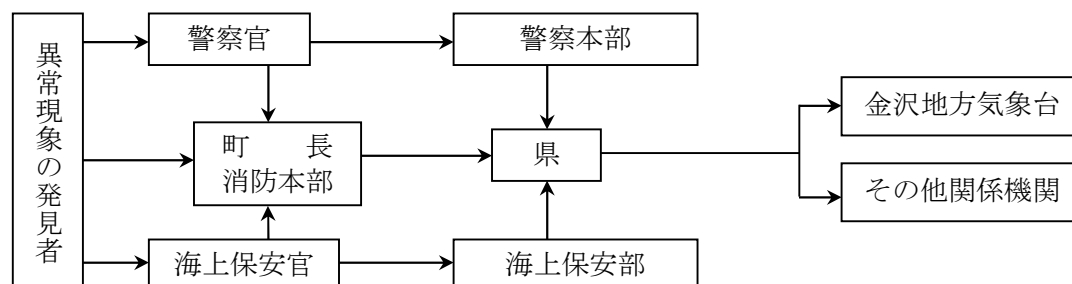 異常現象の発見者
警察官
警察本部
町　　長
消防本部
県
金沢地方気象台
その他関係機関
海上保安官
海上保安部